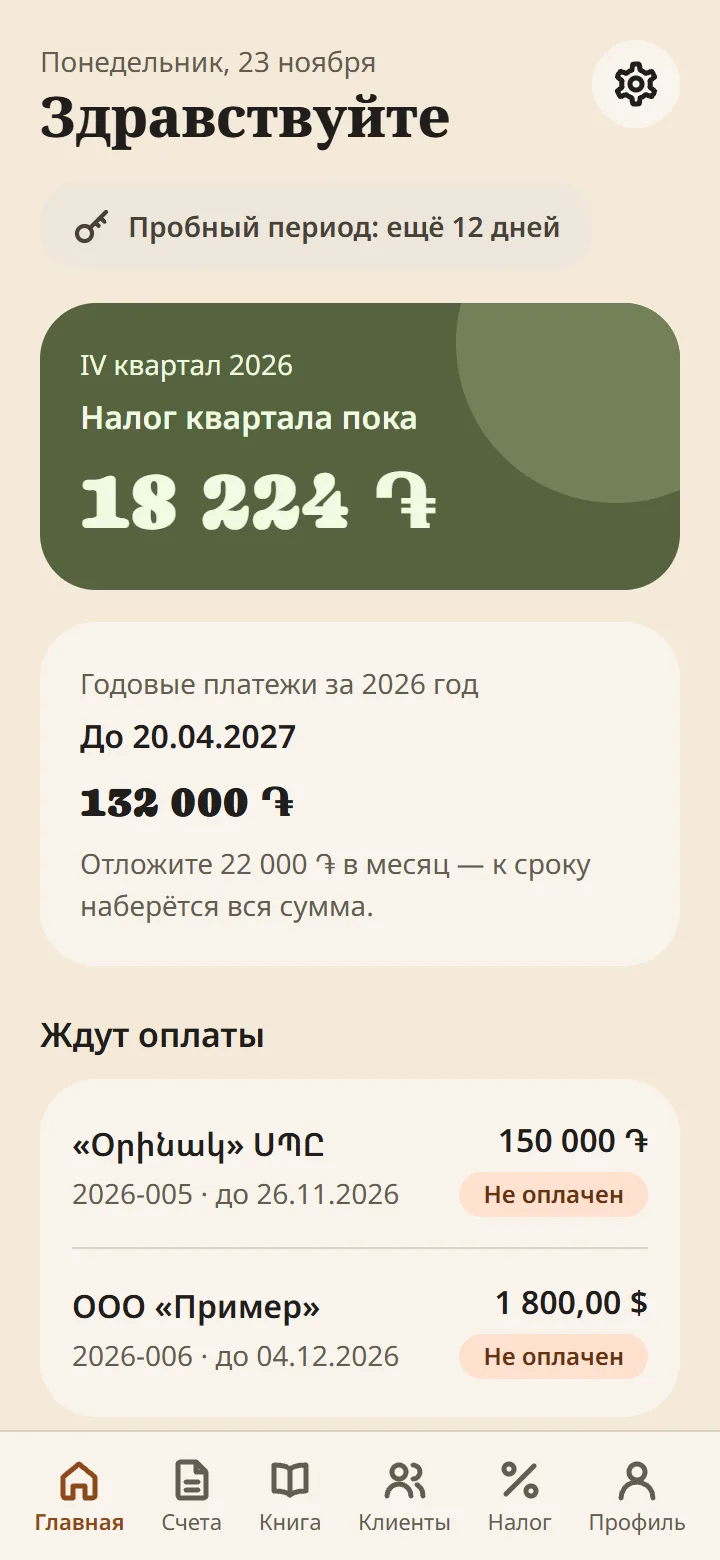 Понедельник, 23 ноября
Здравствуйте
Пробный период: ещё 12 дней
IV квартал 2026
Налог квартала пока
18 224 ֏
Годовые платежи за 2026 год
До 20.04.2027
132 000 ֏
Отложите 22 000 ֏ в месяц — к сроку
наберётся вся сумма.
Ждут оплаты
«Օրինակ» ՍՊԸ
150 000 ֏
2026-005 · до 26.11.2026
Не оплачен
ООО «Пример»
1 800,00 $
2026-006 · до 04.12.2026
Не оплачен
Главная
Счета
Книга
Клиенты
Налог
Профиль